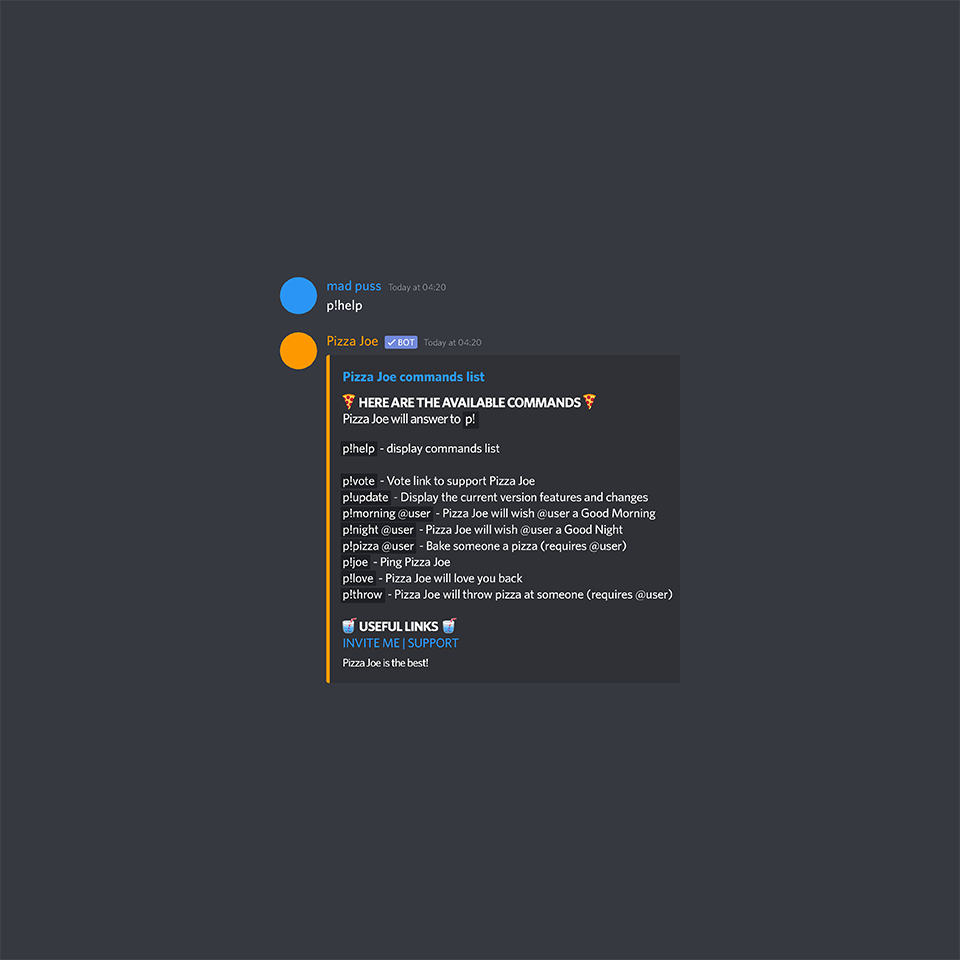 mad puss Today at 04:20
p!help
Pizza Joe BOT Today at 04:20
Pizza Joe commands list
HERE ARE THE AVAILABLE COMMANDS
Pizza Joe will answer to p!
p!help - display commands list
p!vote - Vote link to support Pizza Joe
p!update - Display the current version features and changes
p!morning @user - Pizza Joe will wish @user a Good Morning
p!night @user - Pizza Joe will wish @user a Good Night
p!pizza @user - Bake someone a pizza (requires @user)
p!joe - Ping Pizza Joe
p!love - Pizza Joe will love you back
p!throw - Pizza Joe will throw pizza at someone (requires @user)
USEFUL LINKS
INVITE ME | SUPPORT
Pizza Joe is the best!